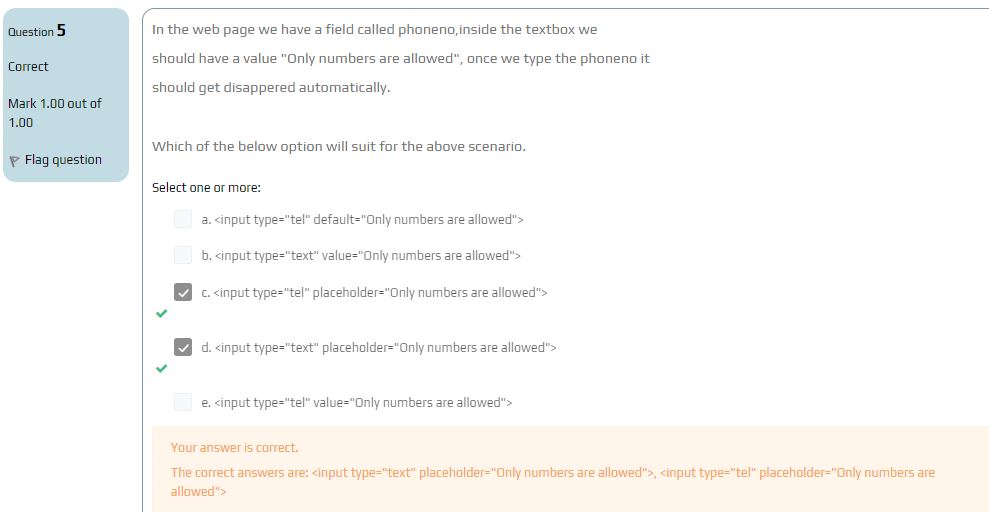 Question 5
Correct
Mark 1.00 out of
1.00
Flag question
In the web page we have a field called phoneno,inside the textbox we
should have a value "Only numbers are allowed", once we type the phoneno it
should get disappered automatically.
Which of the below option will suit for the above scenario.
Select one or more:
a. <input type="tel" default="Only numbers are allowed">
b. <input type="text" value="Only numbers are allowed">
c. <input type="tel" placeholder="Only numbers are allowed">
d. <input type="text" placeholder="Only numbers are allowed">
e. <input type="tel" value="Only numbers are allowed">
Your answer is correct.
The correct answers are: <input type="text" placeholder="Only numbers are allowed">, <input type="tel" placeholder="Only numbers are
allowed">